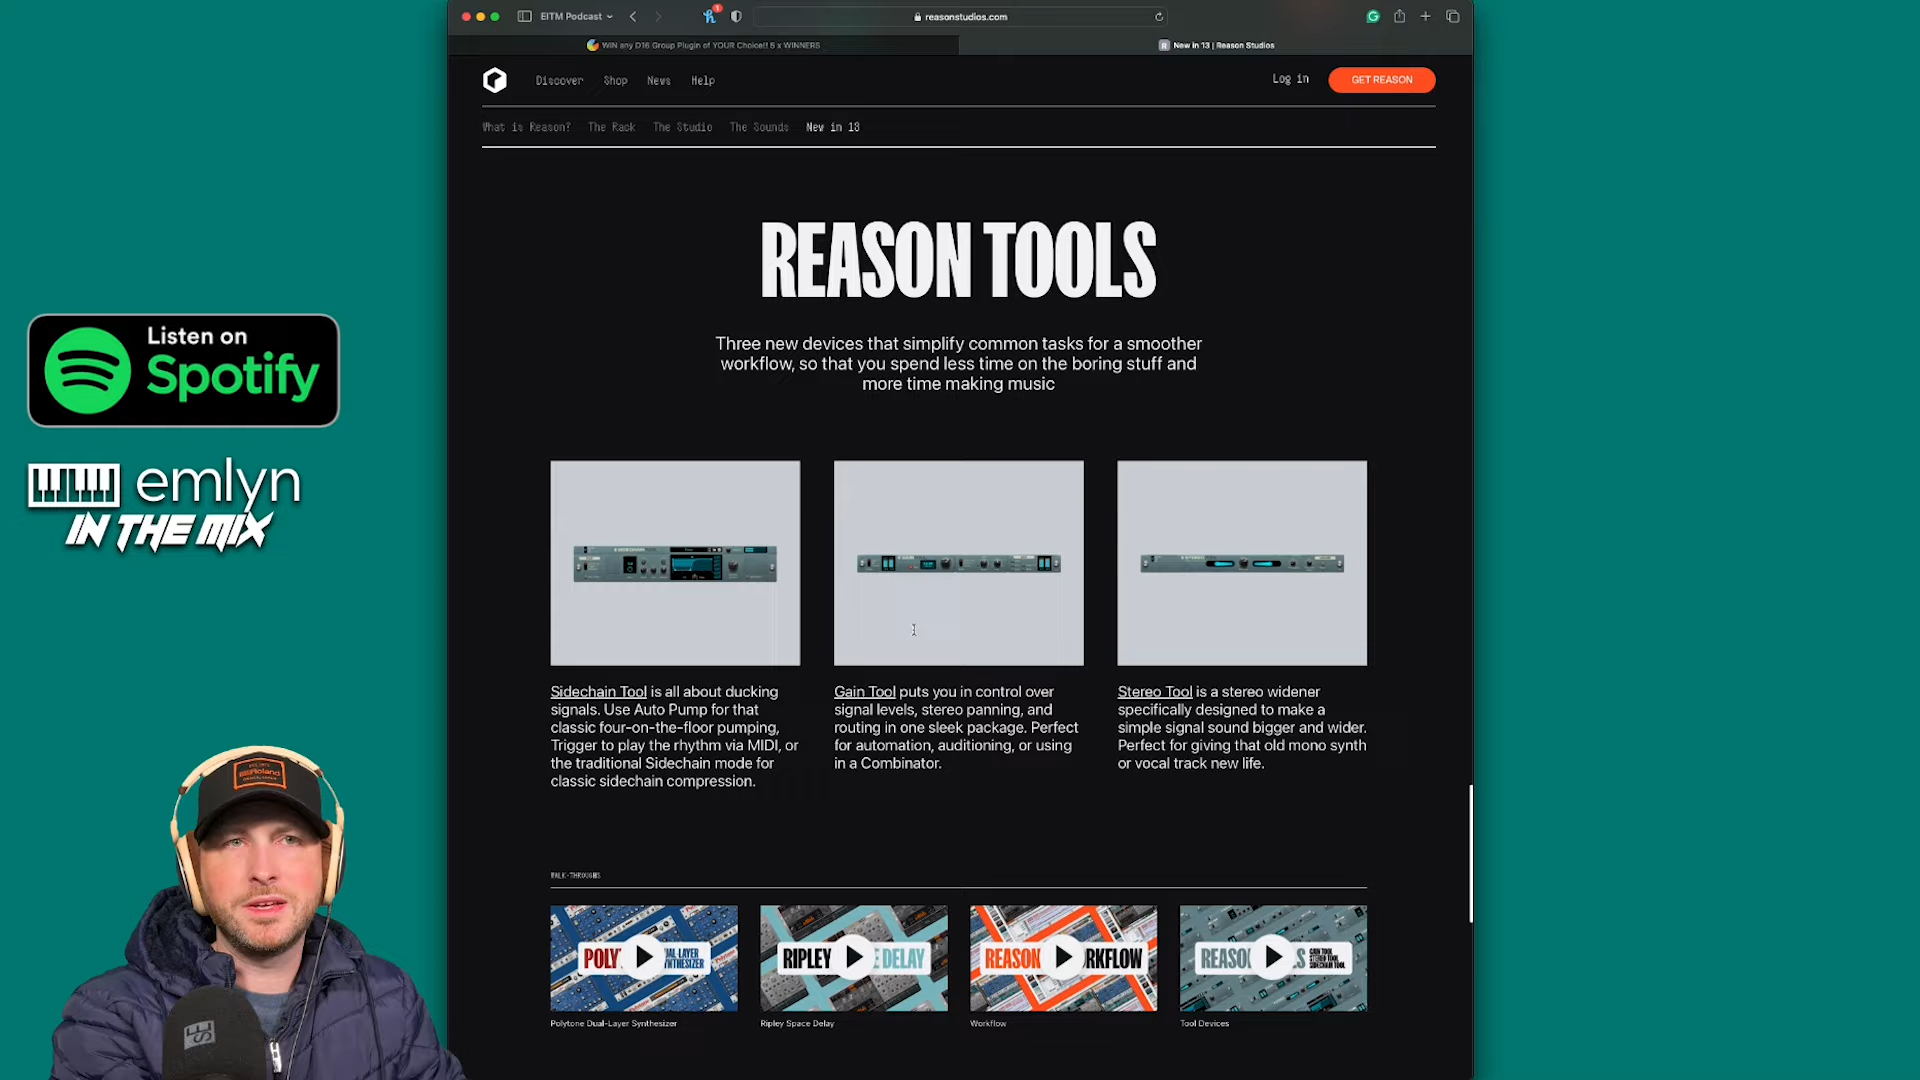 EITM Podcast
1
reasonstudios.com
WIN any D16 Group Plugin of YOUR Choice!! 5 x WINNERS
R New in 13 | Reason Studios
Discover Shop News Help
Log in GET REASON
What is Reason? The Rack The Studio The Sounds New in 13
REASON TOOLS
Three new devices that simplify common tasks for a smoother
workflow, so that you spend less time on the boring stuff and
more time making music
Listen on
Spotify
emlyn
IN THE MIX
Sidechain Tool is all about ducking
signals. Use Auto Pump for that
classic four-on-the-floor pumping,
Trigger to play the rhythm via MIDI, or
the traditional Sidechain mode for
classic sidechain compression.
Gain Tool puts you in control over
signal levels, stereo panning, and
routing in one sleek package. Perfect
for automation, auditioning, or using
in a Combinator.
Stereo Tool is a stereo widener
specifically designed to make a
simple signal sound bigger and wider.
Perfect for giving that old mono synth
or vocal track new life.
Roland
WALK-THROUGHS
RIPLEY E DELAY
REASON RKFLOW
GAIN TOOL
STEREO TOOL
SIDECHAIN TOOL
Polytone Dual-Layer Synthesizer
Ripley Space Delay
Workflow
Tool Devices